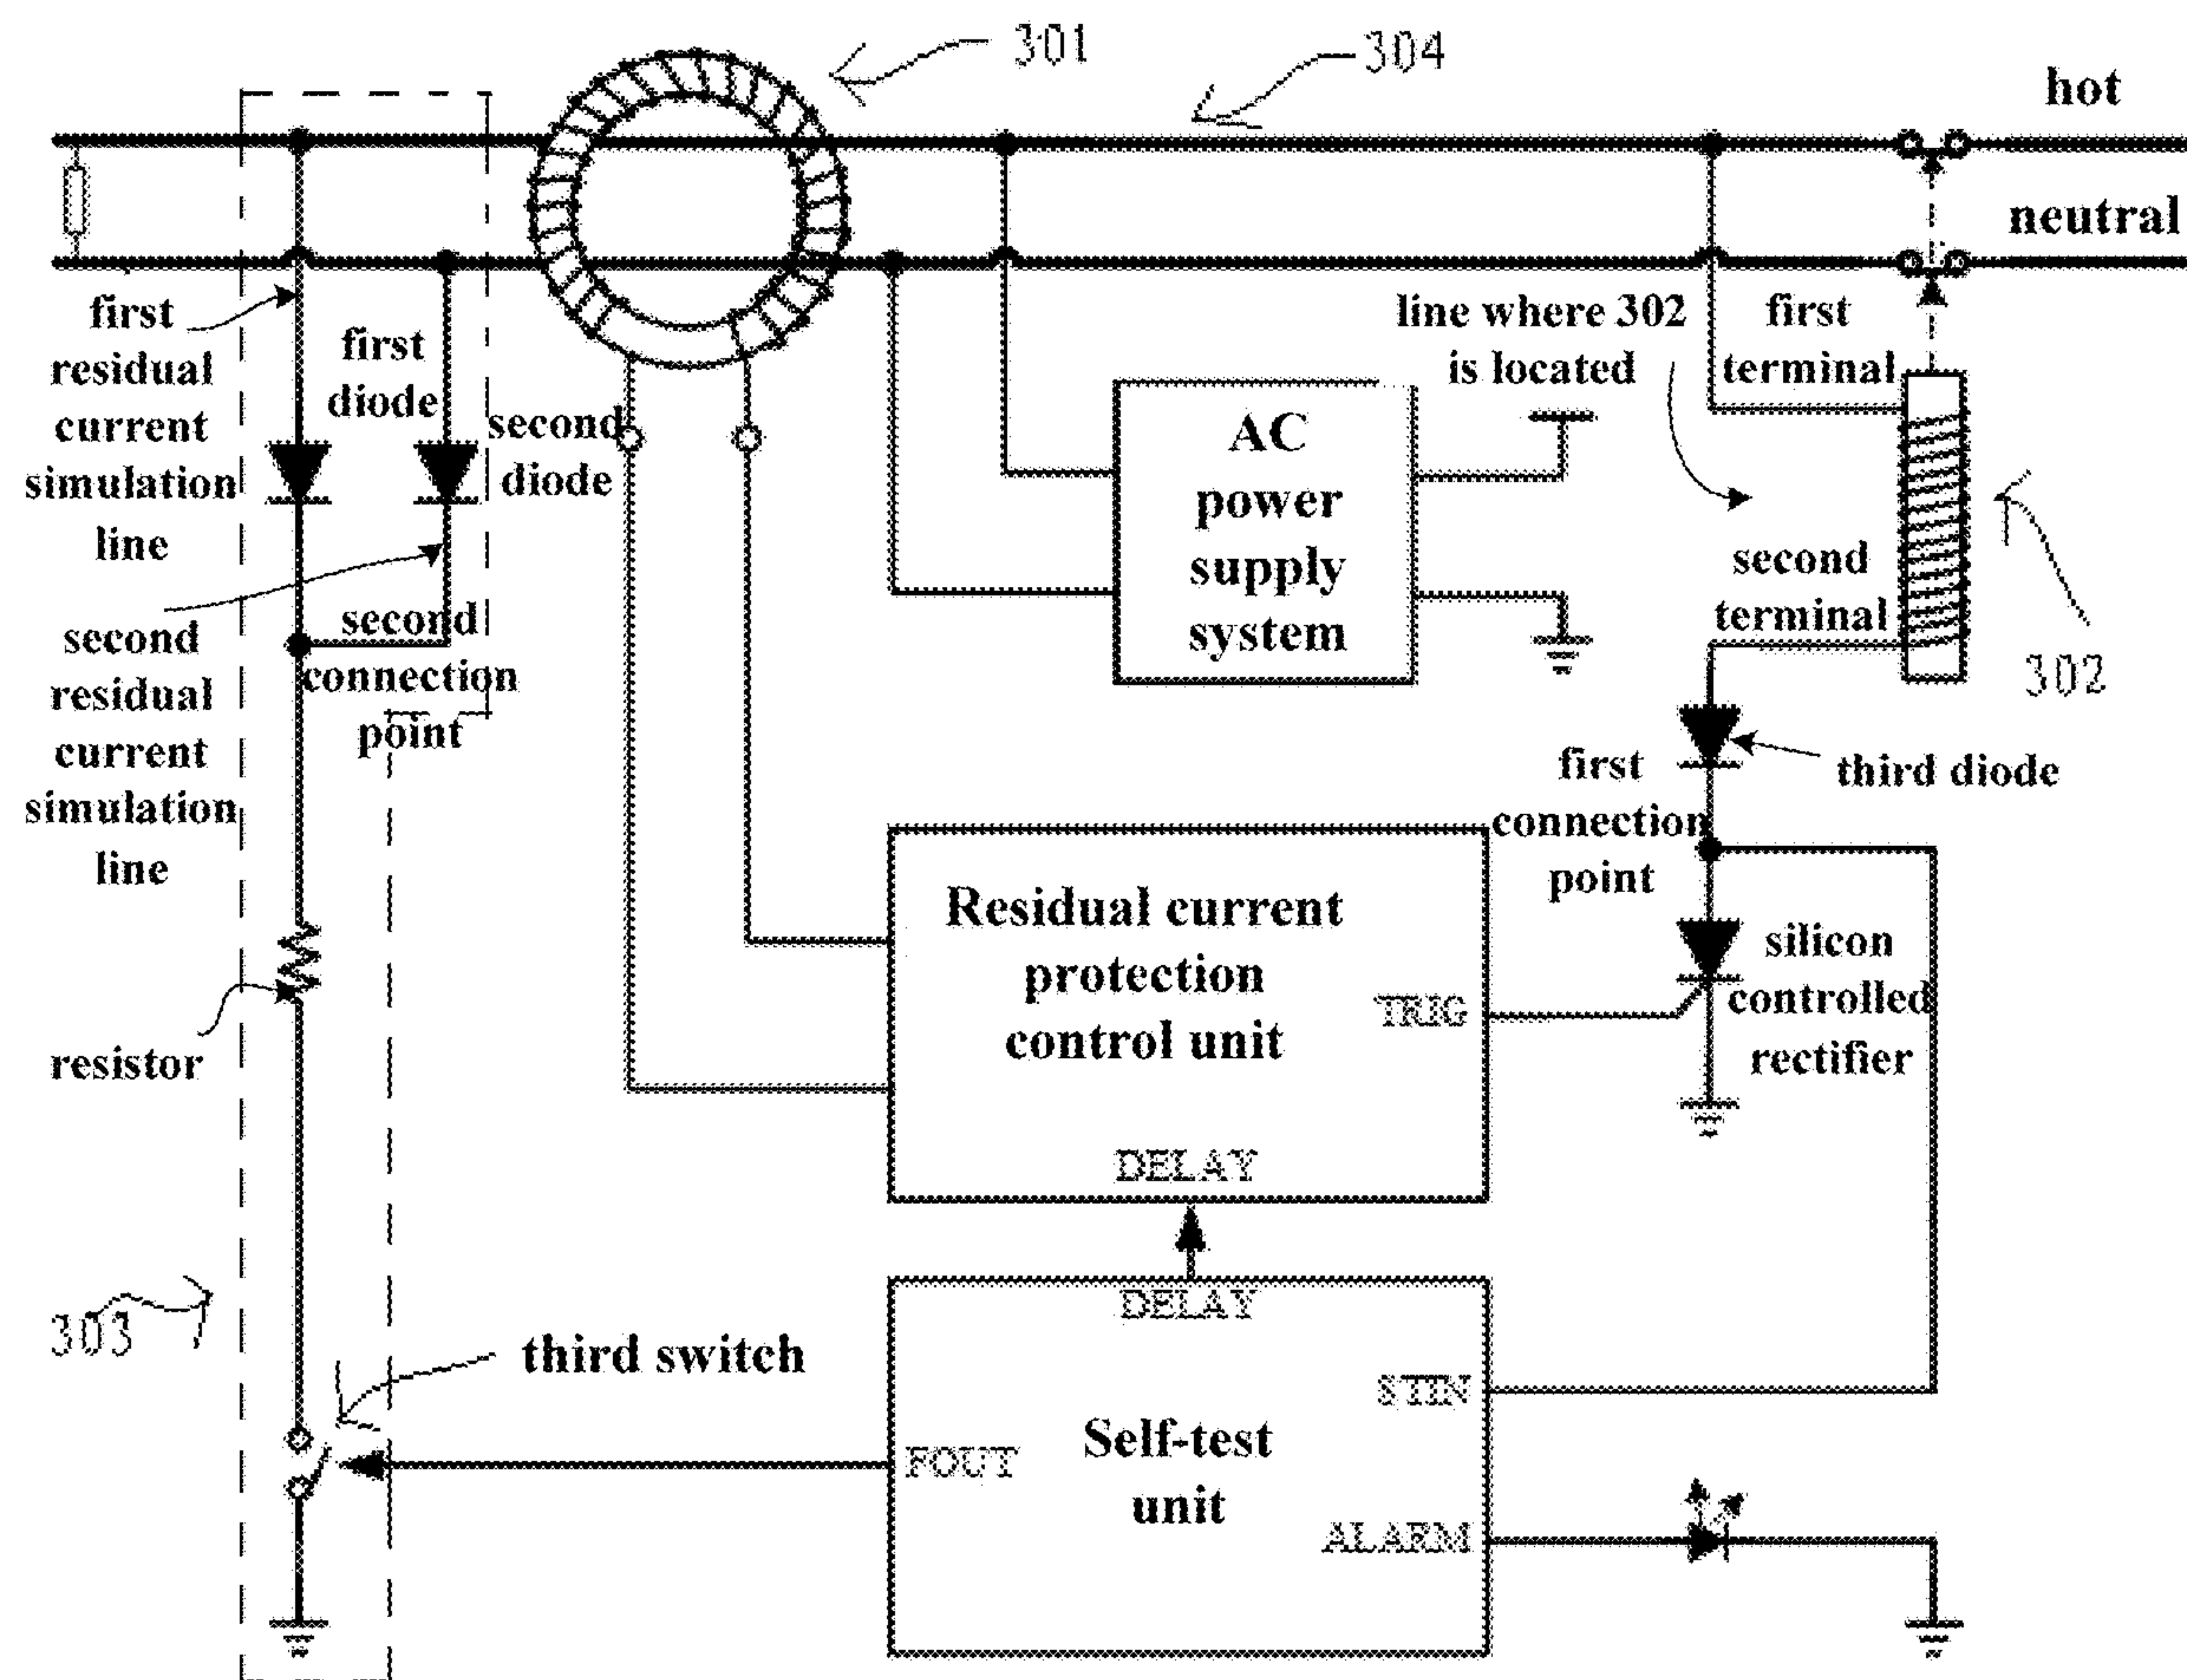 301
304
hot
neutral
first
residual
current
simulation
line
first
diode
second
diode
line where 302
is located
first
terminal
AC
power
supply
system
second
terminal
302
second
connection
point
second
residual
current
simulation
line
third diode
first
connection
point
Residual current
protection
control unit
TRIG
DELAY
silicon
controlled
rectifier
resistor
303
third switch
DELAY
STIN
FOUT
Self-test
unit
ALARM